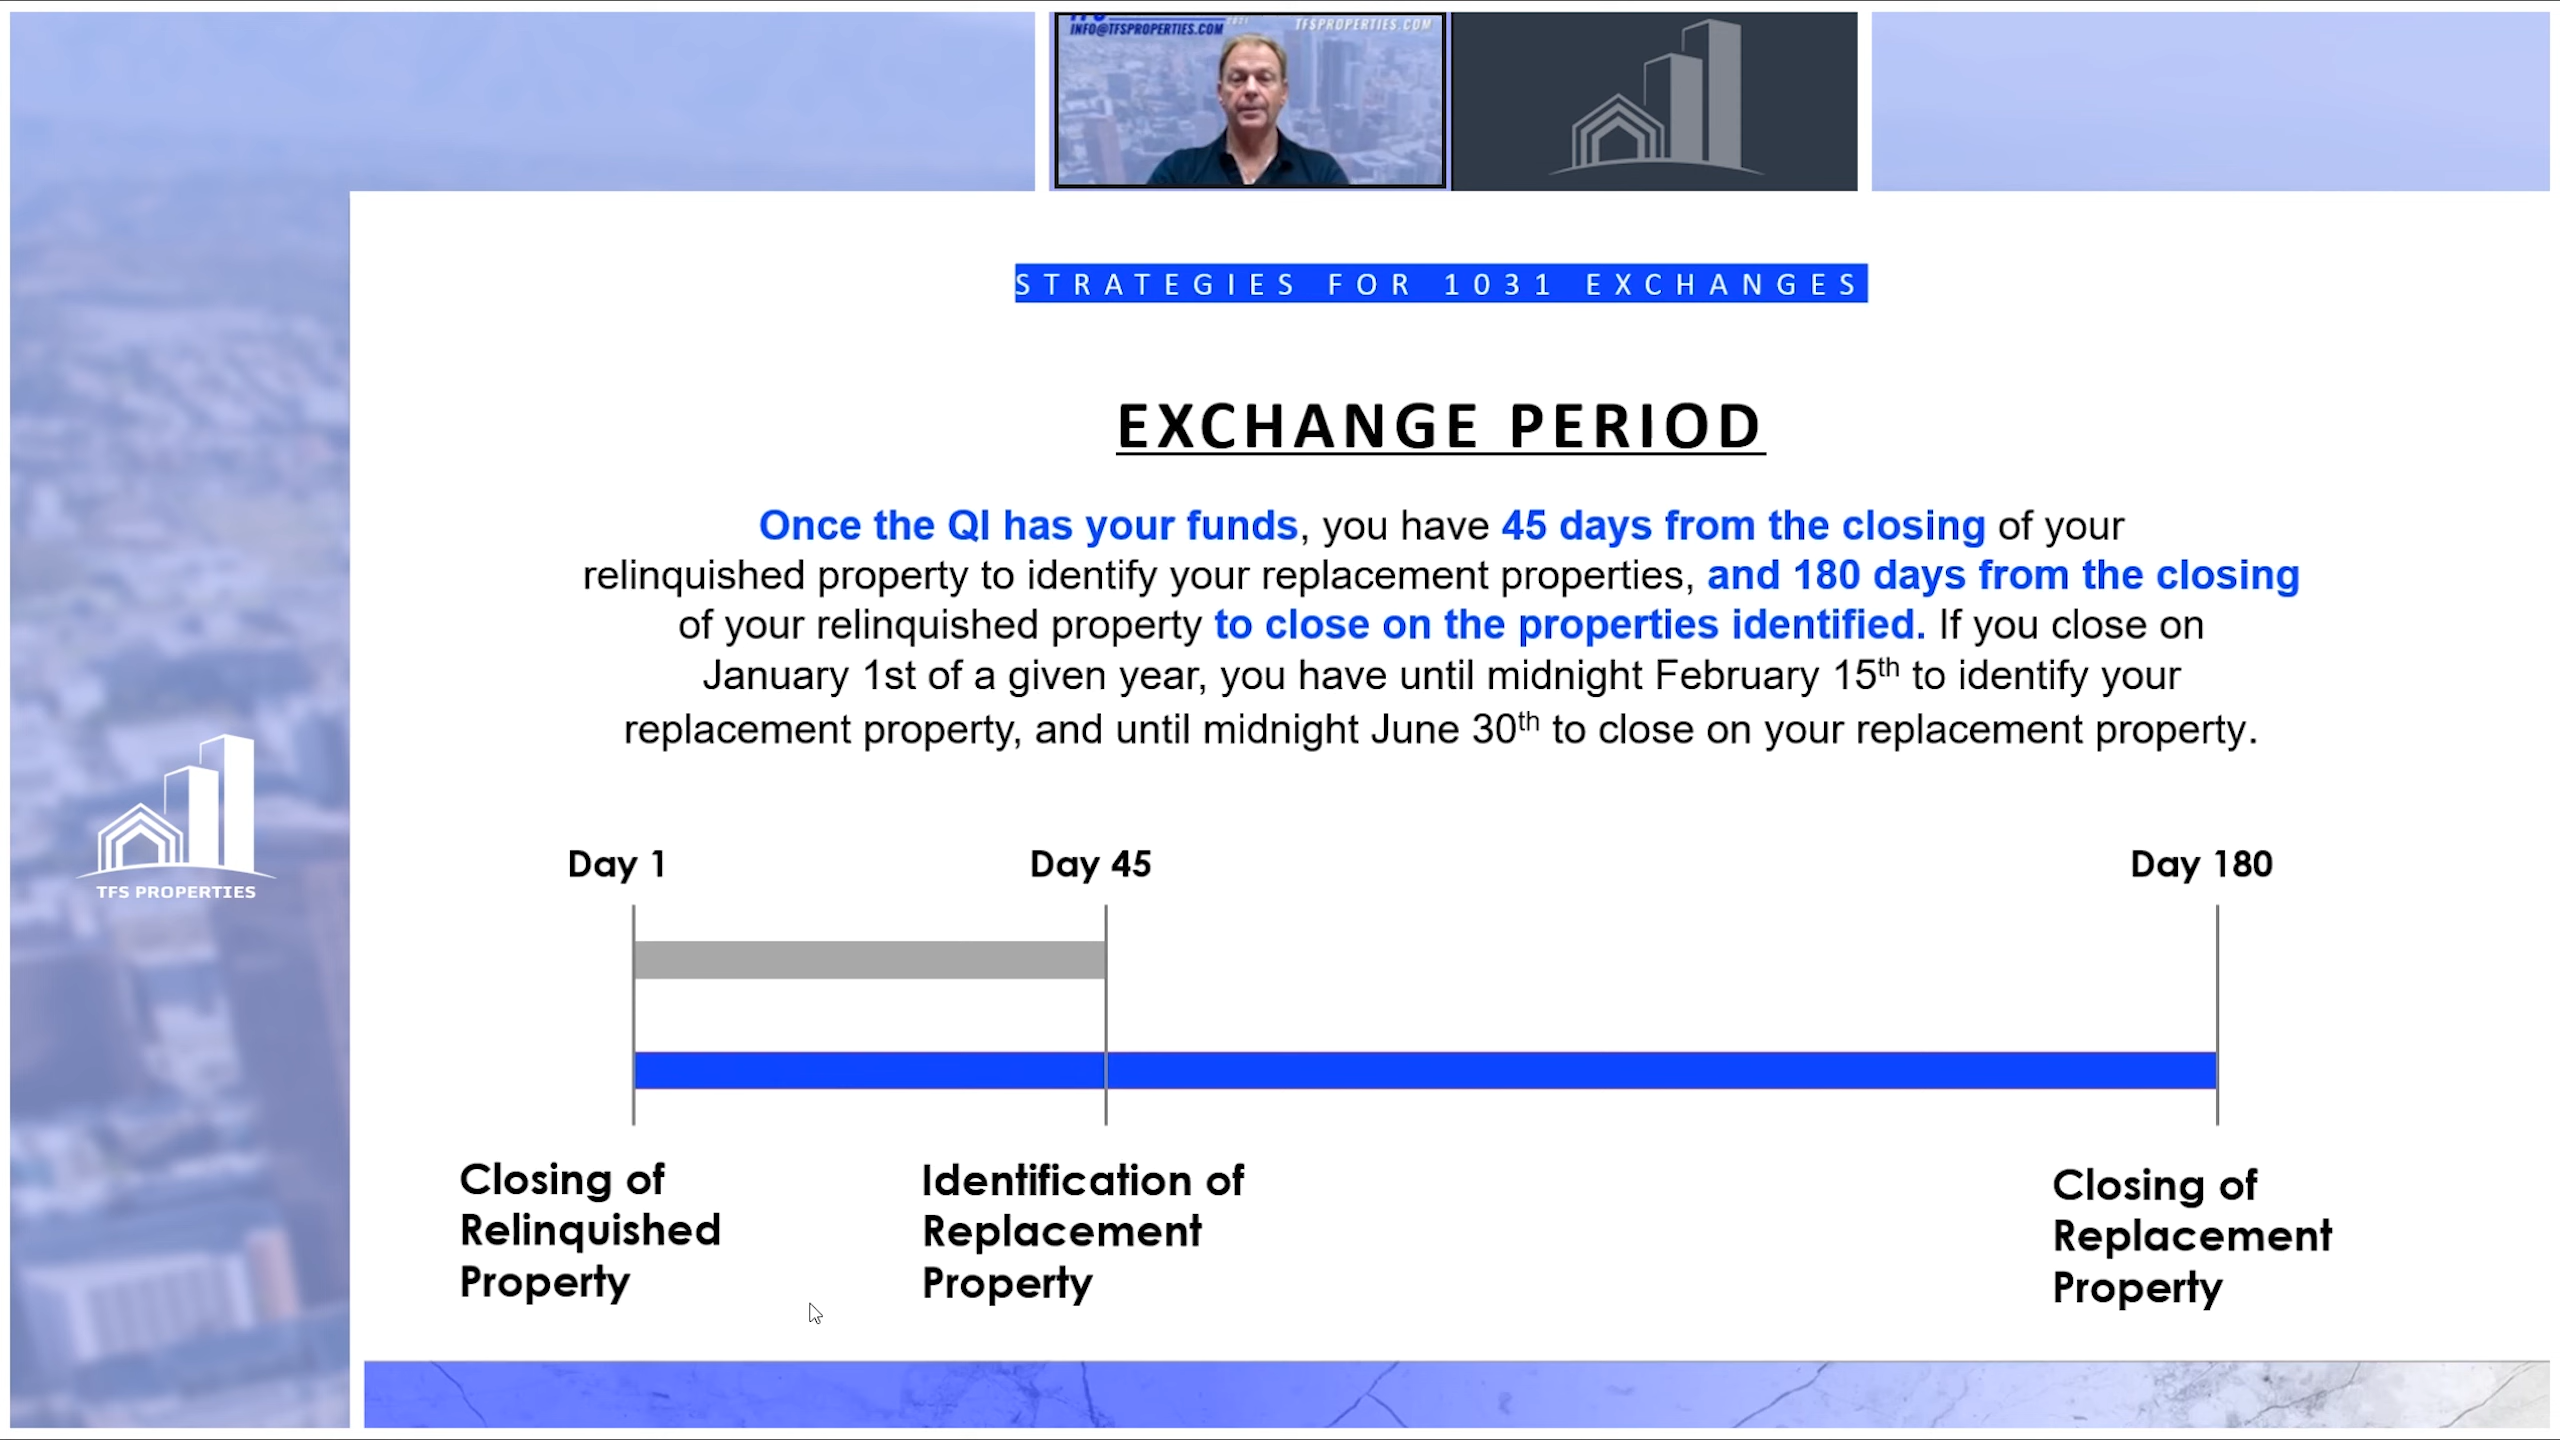 INFO@TFSPROPERTIES.COM
2021
TFSPROPERTIES.COM
STRATEGIES FOR 1031 EXCHANGES
EXCHANGE PERIOD
Once the QI has your funds, you have 45 days from the closing of your
relinquished property to identify your replacement properties, and 180 days from the closing
of your relinquished property to close on the properties identified. If you close on
January 1st of a given year, you have until midnight February 15th to identify your
replacement property, and until midnight June 30th to close on your replacement property.
TFS PROPERTIES
Day 1
Day 45
Day 180
Closing of
Relinquished
Property
Identification of
Replacement
Property
Closing of
Replacement
Property